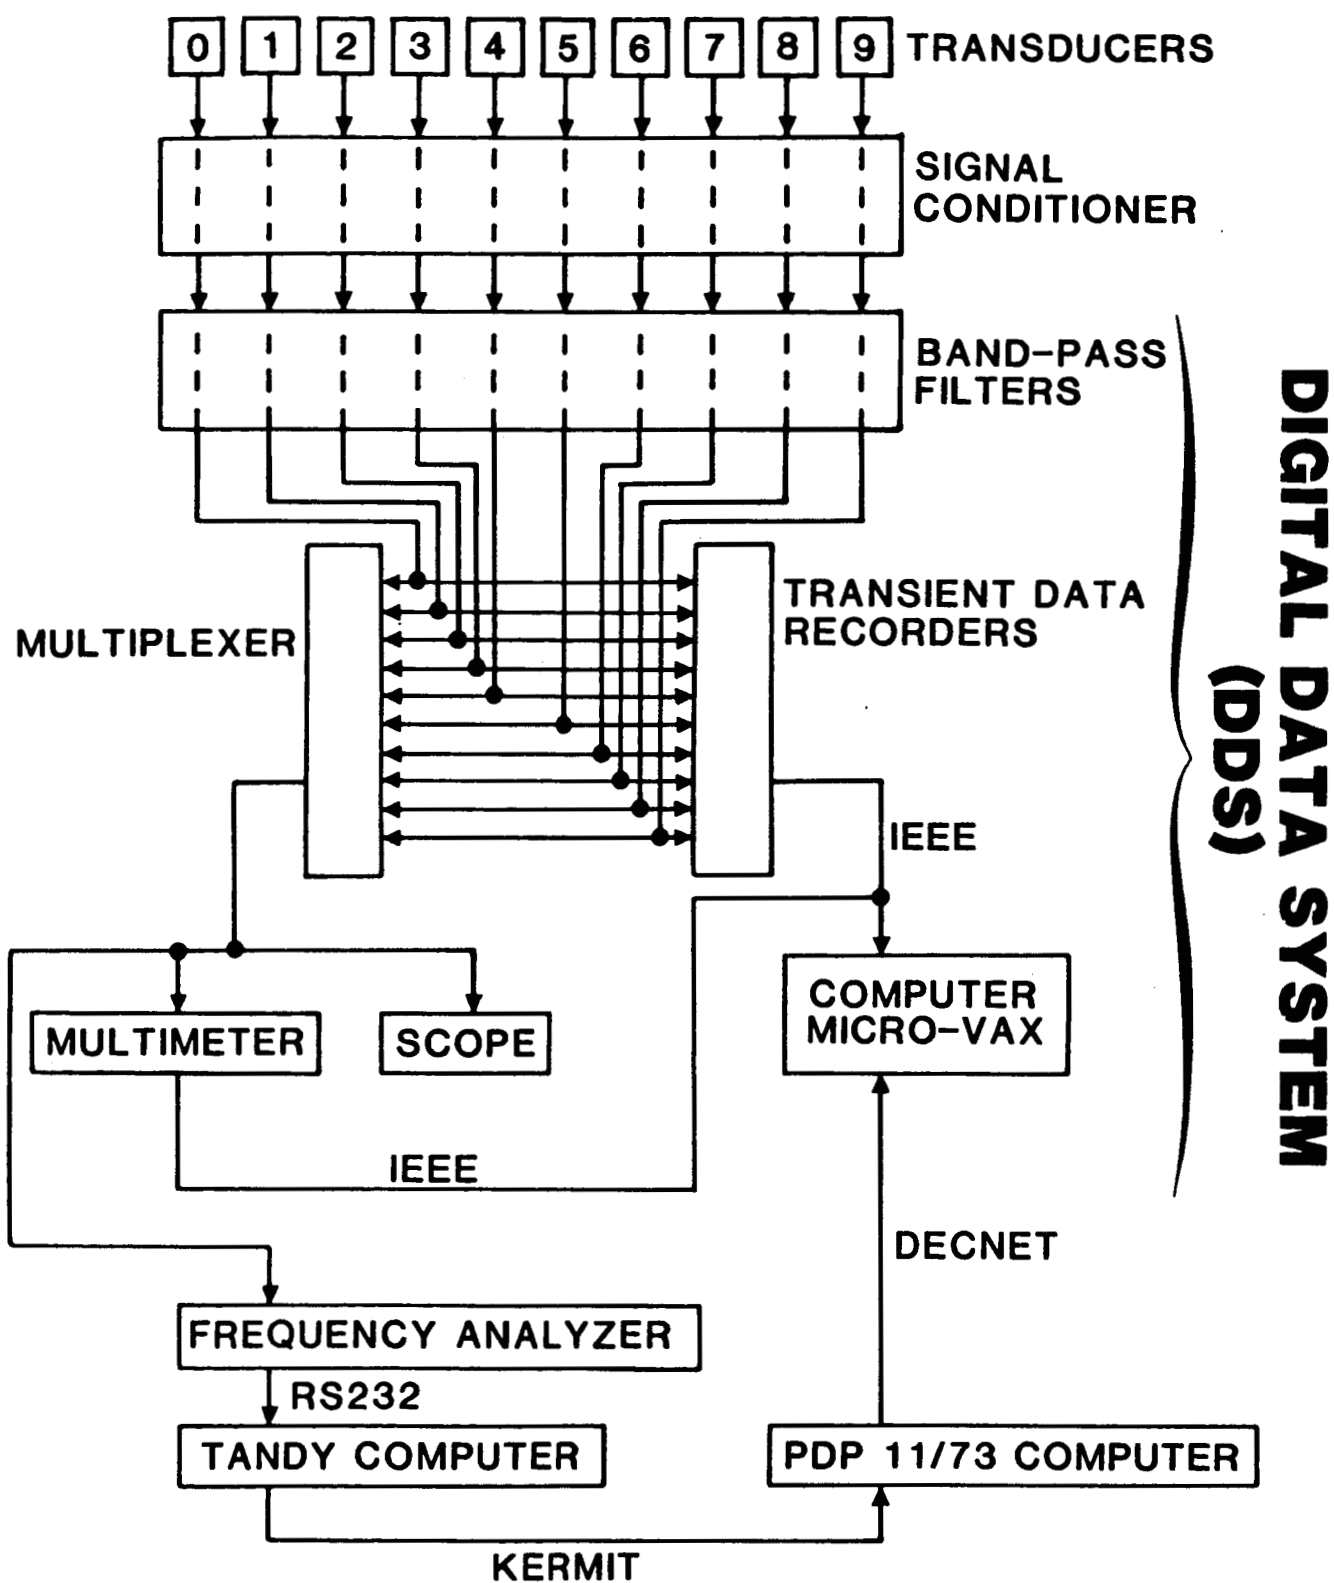 0 1 2 3 4 5 6 7 8 9 TRANSDUCERS
SIGNAL
CONDITIONER
BAND-PASS
FILTERS
DIGITAL DATA SYSTEM
(DDS)
TRANSIENT DATA
RECORDERS
MULTIPLEXER
IEEE
COMPUTER
MICRO-VAX
MULTIMETER
SCOPE
IEEE
DECNET
FREQUENCY ANALYZER
RS232
TANDY COMPUTER
PDP 11/73 COMPUTER
KERMIT